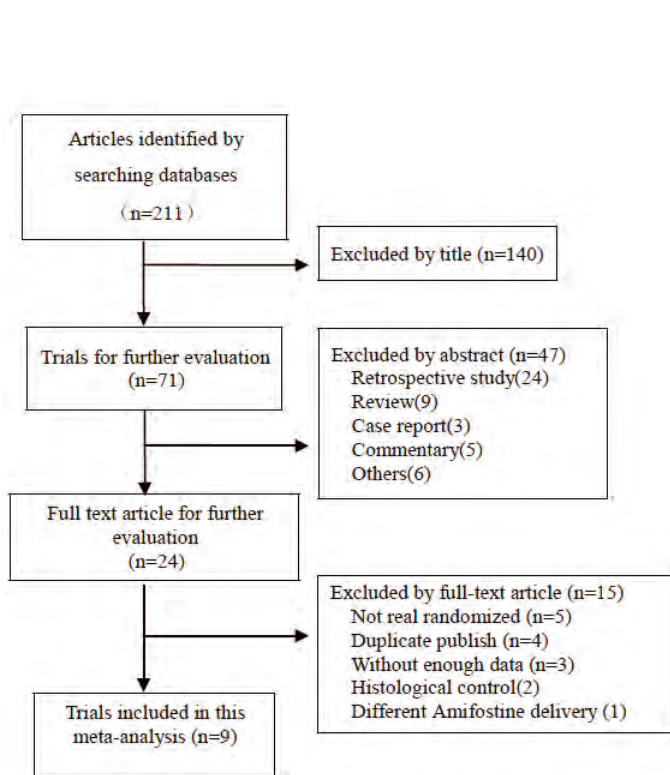 Articles identified by
searching databases
（n=211）
Excluded by title (n=140)
Trials for further evaluation
(n=71)
Excluded by abstract (n=47)
Retrospective study(24)
Review(9)
Case report(3)
Commentary(5)
Others(6)
Full text article for further
evaluation
(n=24)
Excluded by full-text article (n=15)
Not real randomized (n=5)
Duplicate publish (n=4)
Without enough data (n=3)
Histological control(2)
Different Amifostine delivery (1)
Trials included in this
meta-analysis (n=9)